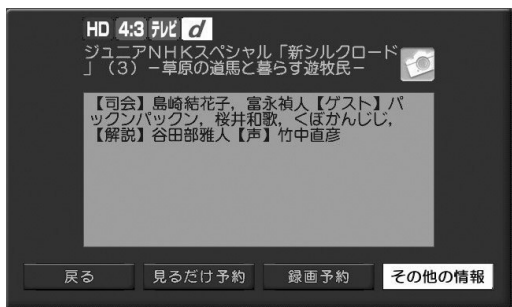 HD 4:3 テレビ d
ジュニアNHKスペシャル「新シルクロード
」(3)－草原の道馬と暮らす遊牧民－
【司会】島崎結花子，富永禎人【ゲスト】パ
ックンパックン，桜井和歌，くぼかんじじ，
【解説】谷田部雅人【声】竹中直彦
戻る 見るだけ予約 録画予約 その他の情報